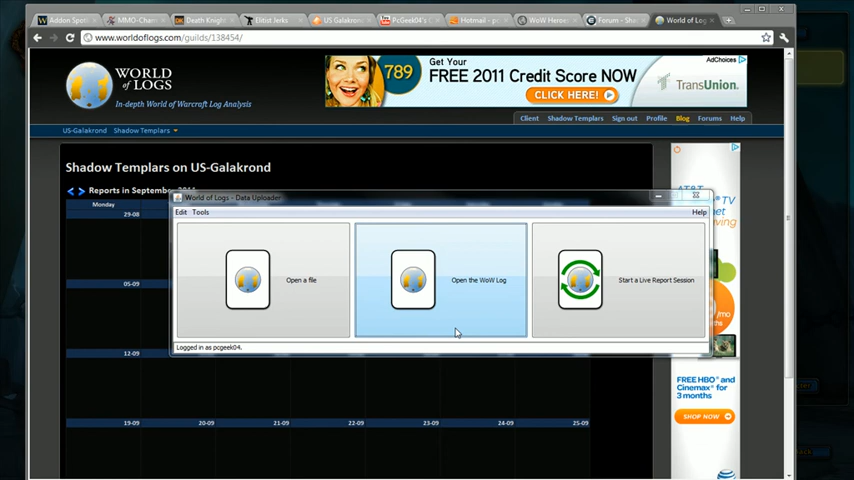 Addon Spot
MMO-Cham
Death Knight
Elitist Jerks
US Galakrond
PcGeek04's C
Hotmail - p
WoW Heroes
Forum - Sha
World of Log
www.worldoflogs.com/guilds/138454/
WORLD
of LOGS
In-depth World of Warcraft Log Analysis
789
Get Your
FREE 2011 Credit Score NOW
CLICK HERE!
AdChoices
TransUnion.
Client
Shadow Templars
Sign out
Profile
Blog
Forums
Help
US-Galakrond
Shadow Templars
Shadow Templars on US-Galakrond
Reports in September
Monday
29-08
World of Logs - Data Uploader
Edit Tools
Help
Open a file
Open the WoW Log
Start a Live Report Session
Logged in as pcgeek04.
05-09
12-09
19-09
20-09
21-09
22-09
23-09
24-09
25-09
FREE HBO® and
Cinemax® for
3 months
SHOP NOW
at&t